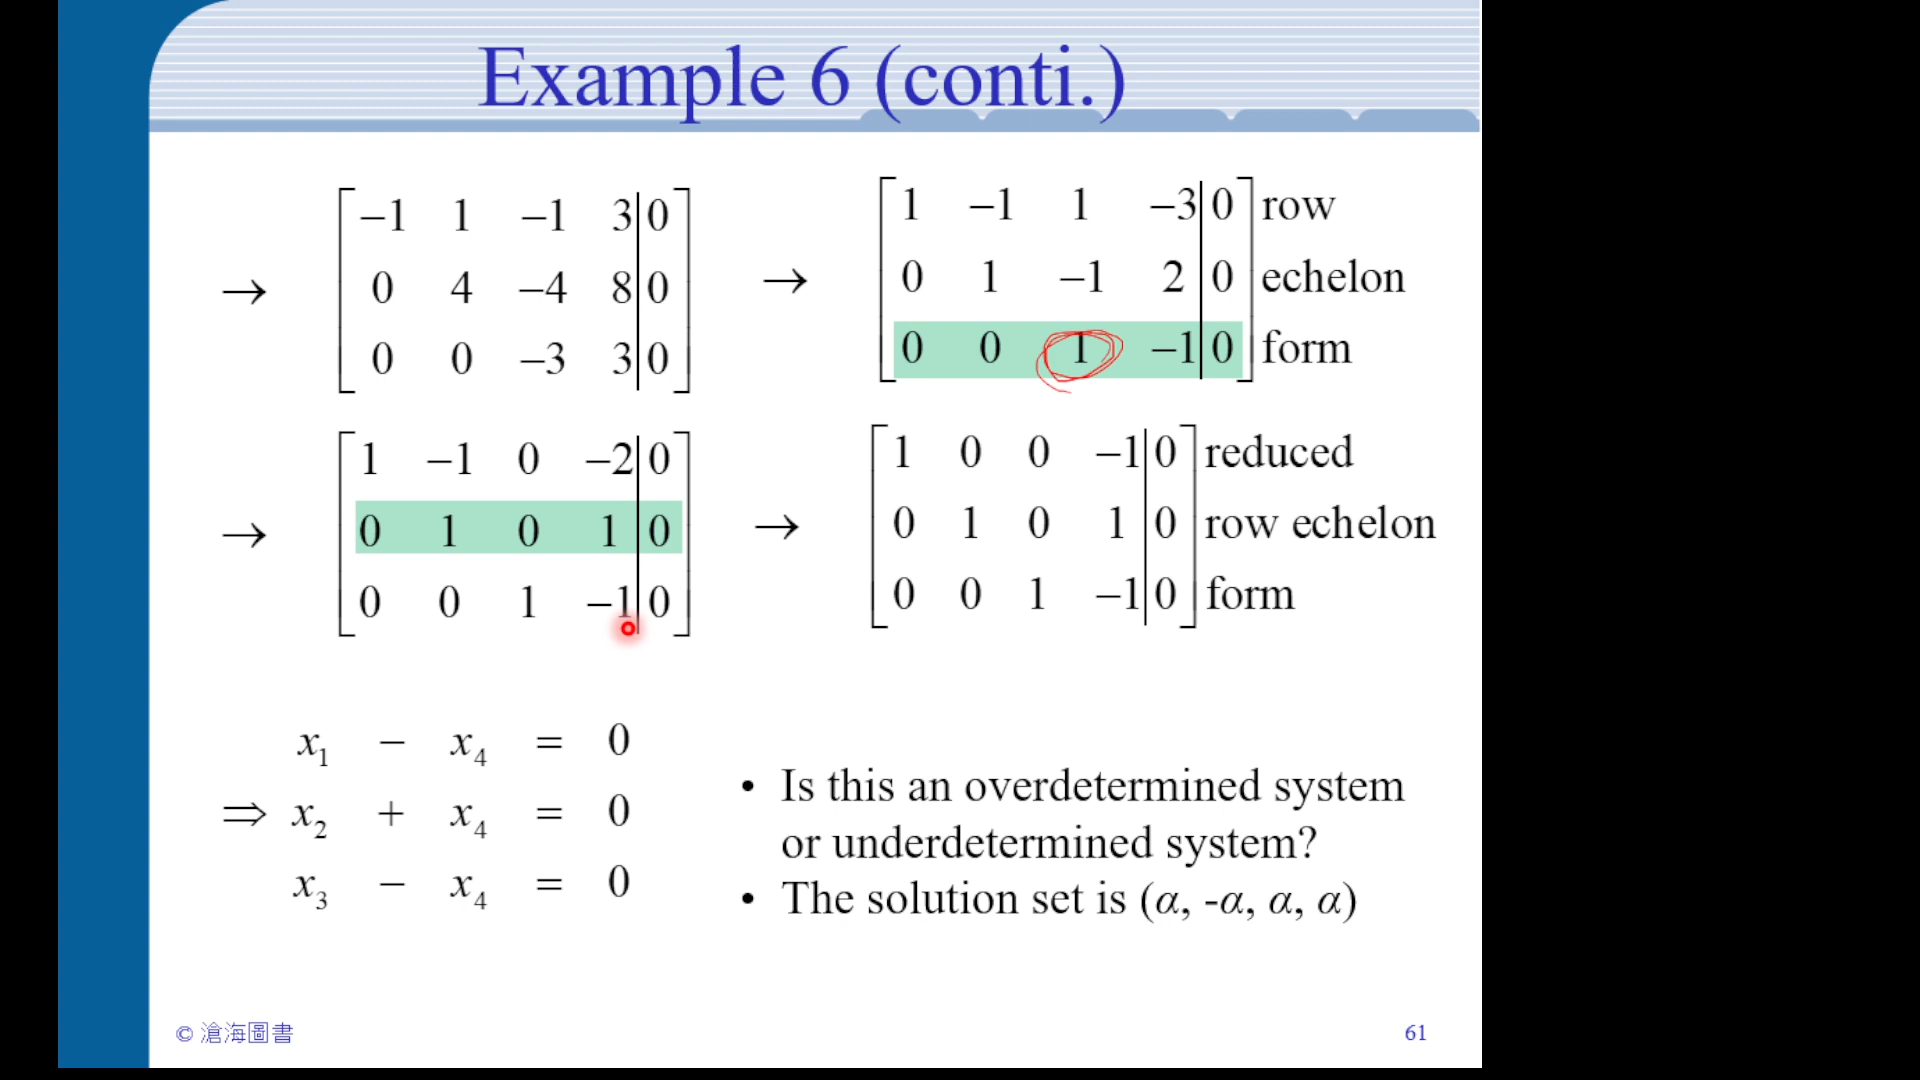 Example 6 (conti.)
→ [ −1 1 −1 3 | 0 ]
[ 0 4 −4 8 | 0 ]
[ 0 0 −3 3 | 0 ]
→ [ 1 −1 1 −3 | 0 ] row
[ 0 1 −1 2 | 0 ] echelon
[ 0 0 1 −1 | 0 ] form
→ [ 1 −1 0 −2 | 0 ]
[ 0 1 0 1 | 0 ]
[ 0 0 1 −1 | 0 ]
→ [ 1 0 0 −1 | 0 ] reduced
[ 0 1 0 1 | 0 ] row echelon
[ 0 0 1 −1 | 0 ] form
x₁ − x₄ = 0
⇒ x₂ + x₄ = 0
x₃ − x₄ = 0
• Is this an overdetermined system
or underdetermined system?
• The solution set is (α, -α, α, α)
© 滄海圖書
61